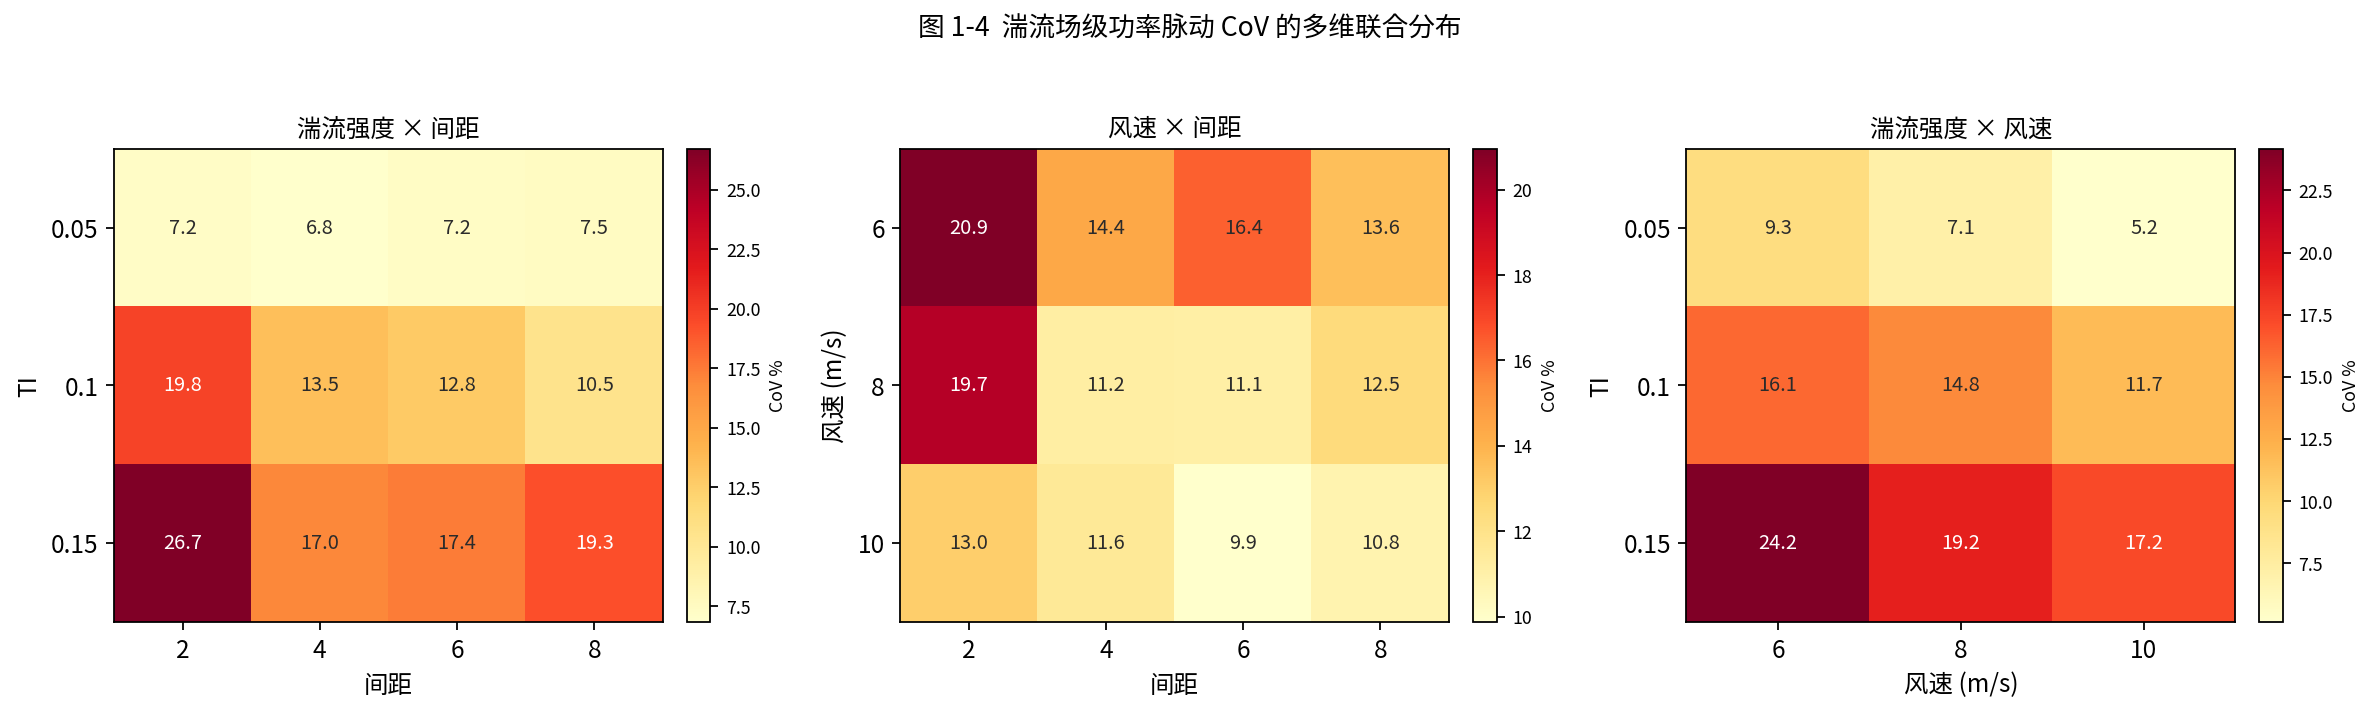 图 1-4 湍流场级功率脉动 CoV 的多维联合分布
湍流强度 × 间距
TI
0.05 7.2 6.8 7.2 7.5
0.1 19.8 13.5 12.8 10.5
0.15 26.7 17.0 17.4 19.3
2 4 6 8
间距
25.0
22.5
20.0
17.5
15.0
12.5
10.0
7.5
CoV %
风速 × 间距
风速 (m/s)
6 20.9 14.4 16.4 13.6
8 19.7 11.2 11.1 12.5
10 13.0 11.6 9.9 10.8
2 4 6 8
间距
20
18
16
14
12
10
CoV %
湍流强度 × 风速
TI
0.05 9.3 7.1 5.2
0.1 16.1 14.8 11.7
0.15 24.2 19.2 17.2
6 8 10
风速 (m/s)
22.5
20.0
17.5
15.0
12.5
10.0
7.5
CoV %